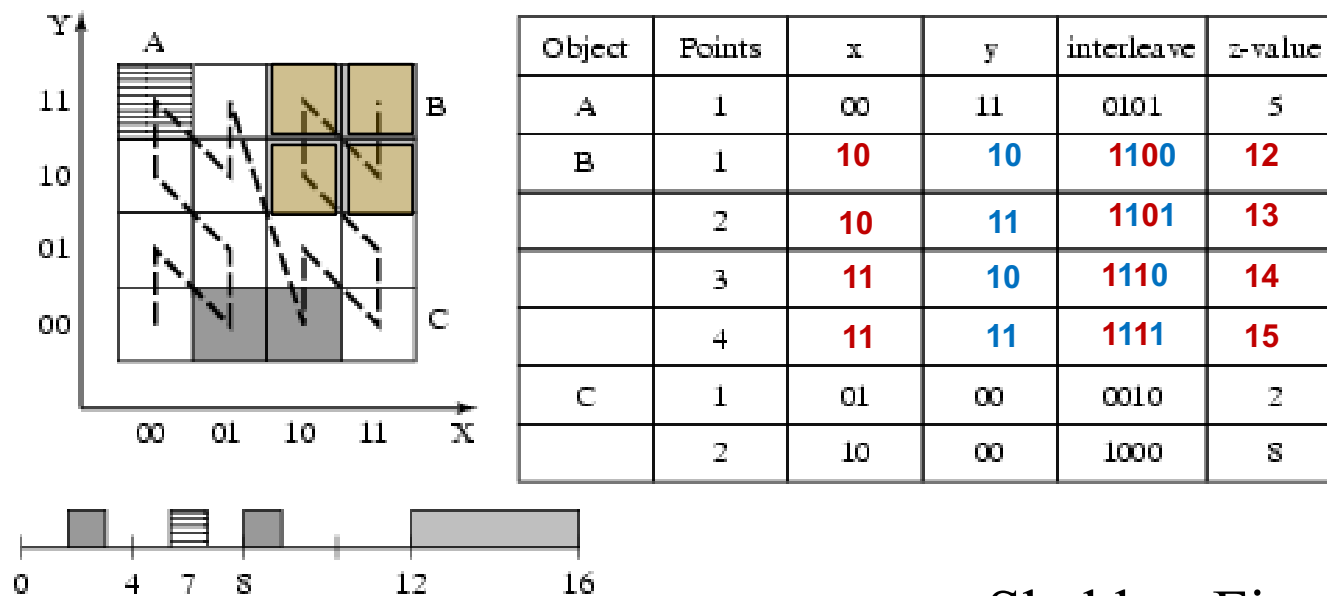 Y
A
11
B
10
01
00
C
00 01 10 11 X
Object Points x y interleave z-value
A 1 00 11 0101 5
B 1 10 10 1100 12
2 10 11 1101 13
3 11 10 1110 14
4 11 11 1111 15
C 1 01 00 0010 2
2 10 00 1000 8
0 4 7 8 12 16